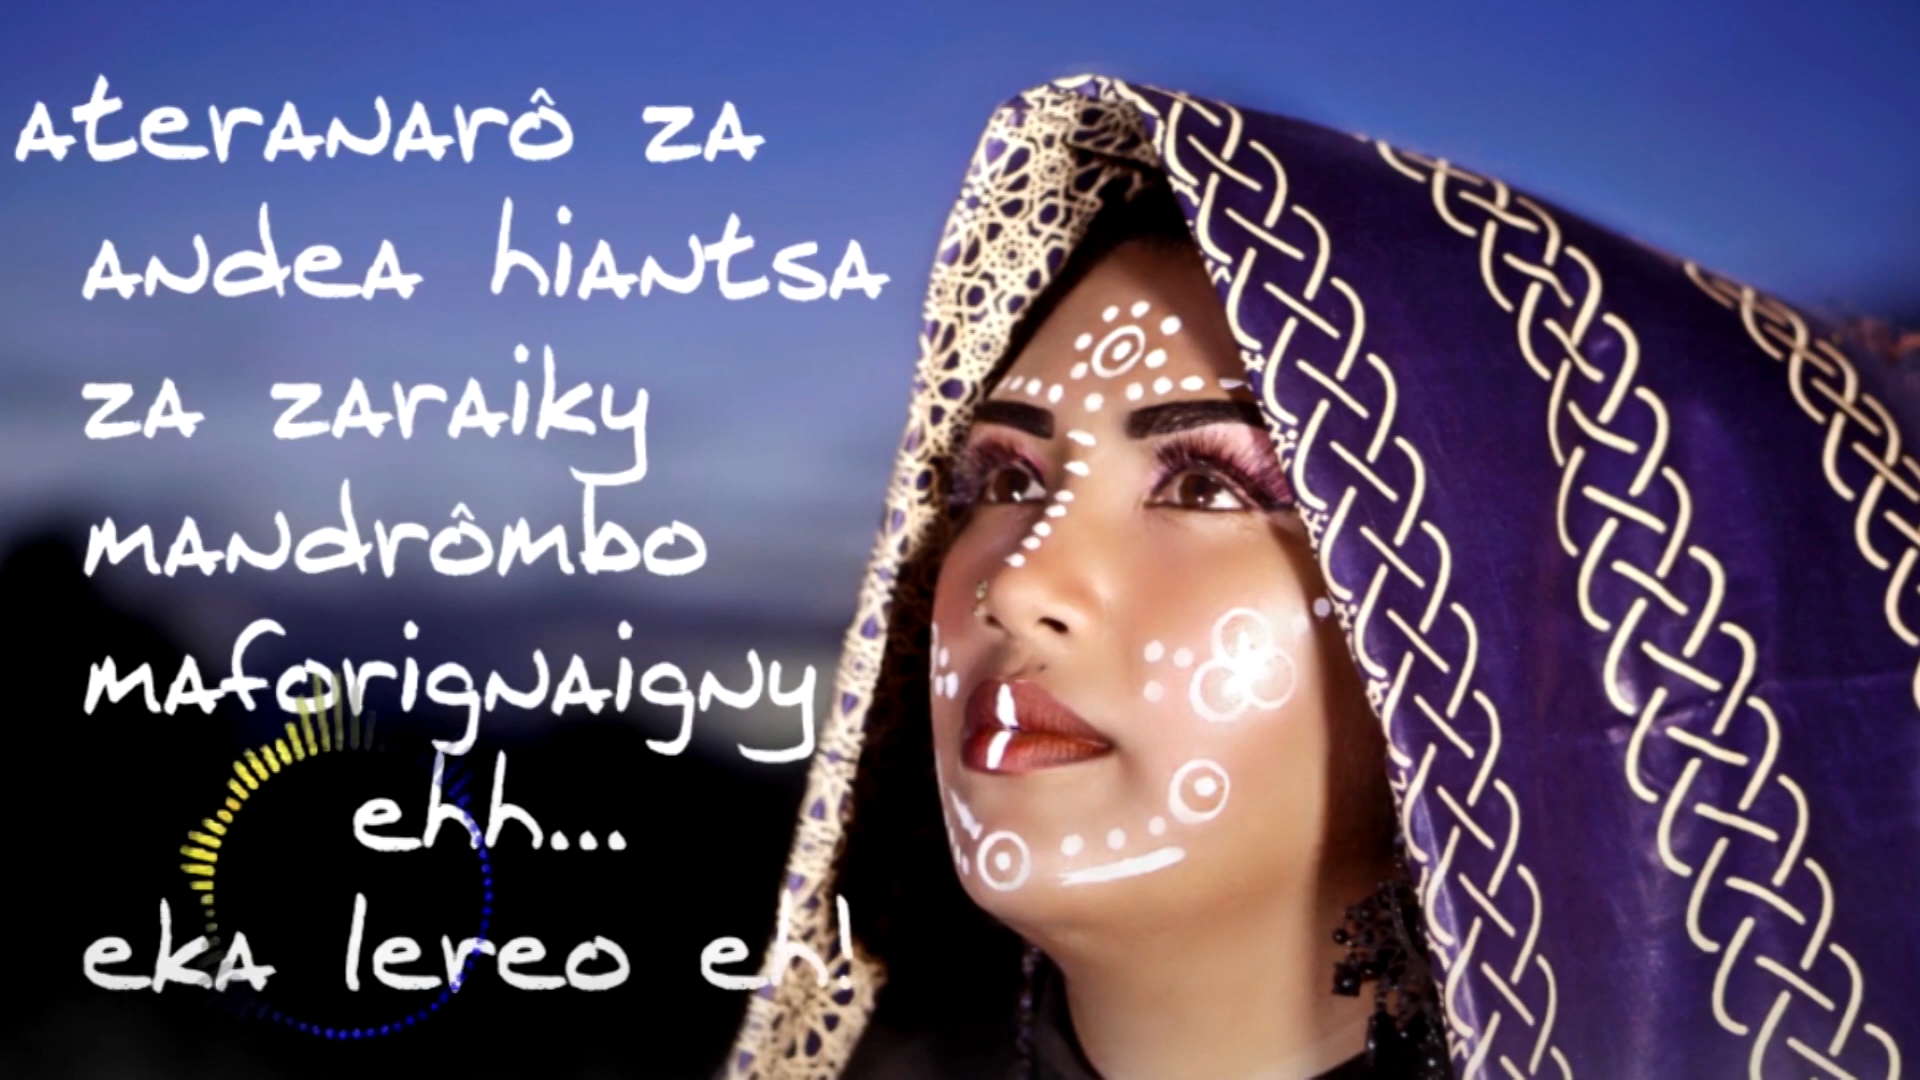 ateranarô za
andea hiantsa
za zaraiky
mandrômbo
maforignaigny
ehh...
eka lereo eh!